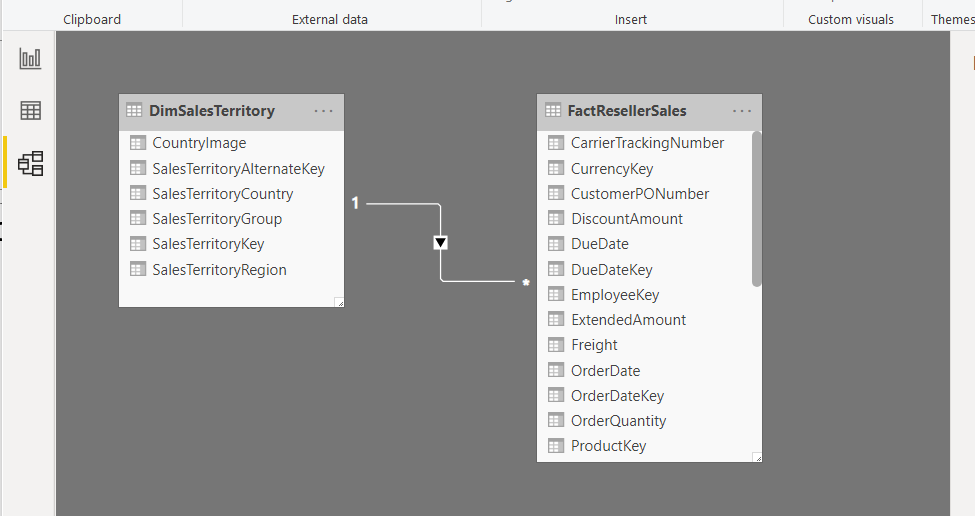 Clipboard
External data
Insert
Custom visuals
Themes
DimSalesTerritory
CountryImage
SalesTerritoryAlternateKey
SalesTerritoryCountry
SalesTerritoryGroup
SalesTerritoryKey
SalesTerritoryRegion
1
*
FactResellerSales
CarrierTrackingNumber
CurrencyKey
CustomerPONumber
DiscountAmount
DueDate
DueDateKey
EmployeeKey
ExtendedAmount
Freight
OrderDate
OrderDateKey
OrderQuantity
ProductKey